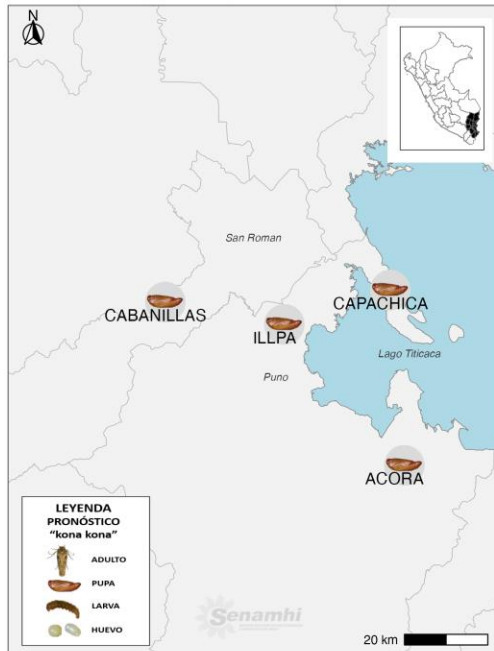 N
San Roman
CAPACHICA
CABANILLAS
ILLPA
Lago Titicaca
Puno
ACORA
LEYENDA
PRONÓSTICO
“kona kona”
ADULTO
PUPA
LARVA
HUEVO
Senamhi
20 km